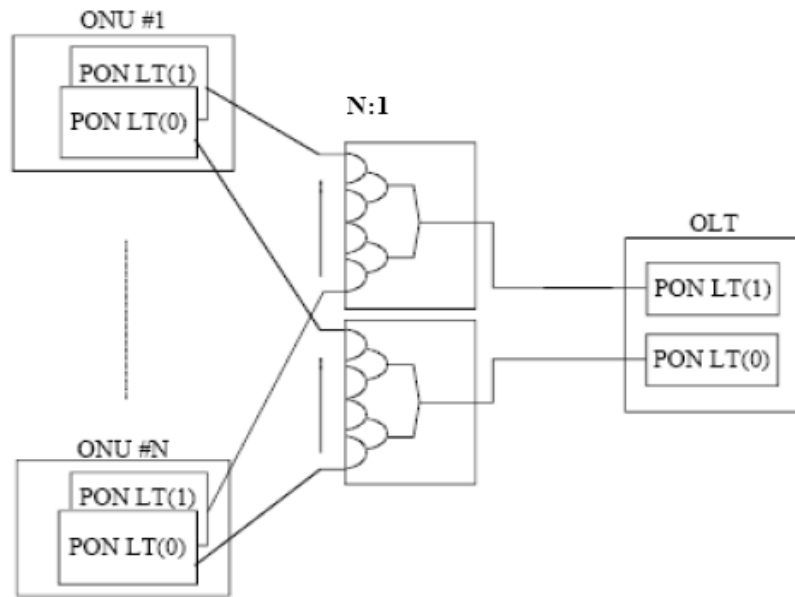 ONU #1
PON LT(1)
PON LT(0)
N:1
OLT
PON LT(1)
PON LT(0)
ONU #N
PON LT(1)
PON LT(0)